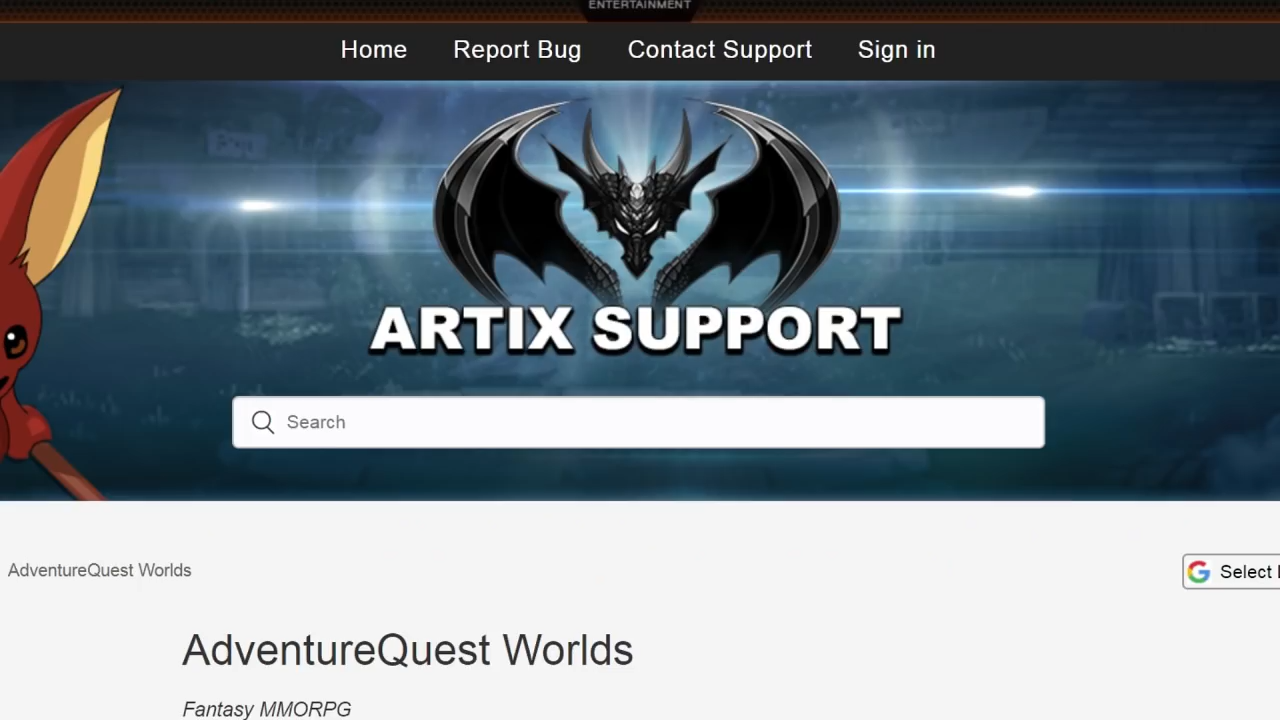 ENTERTAINMENT
Home Report Bug Contact Support Sign in
ARTIX SUPPORT
Search
AdventureQuest Worlds
Select
AdventureQuest Worlds
Fantasy MMORPG